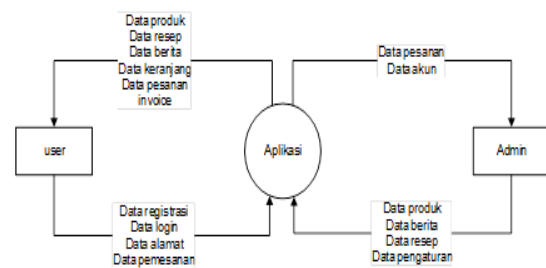 Data produk
Data resep
Data berita
Data keranjang
Data pesanan
invoice
Data pesanan
Data akun
user
Aplikasi
Admin
Data registrasi
Data login
Data alamat
Data pemesanan
Data produk
Data berita
Data resep
Data pengaturan